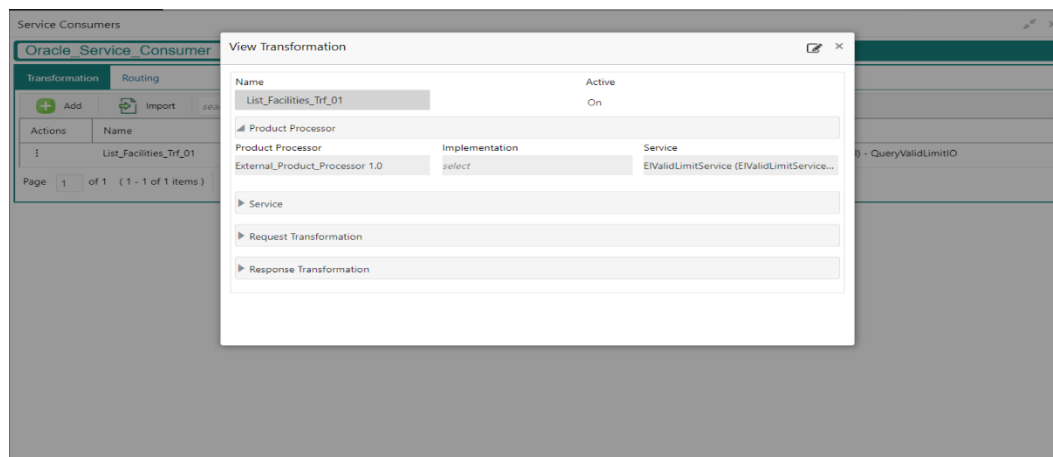 Service Consumers
Oracle_Service_Consumer
Transformation Routing
Add Import
Actions Name
List_Facilities_Trf_01 - QueryValidLimitIO
Page 1 of 1 ( 1 - 1 of 1 items )
View Transformation
Name Active
List_Facilities_Trf_01 On
Product Processor
Product Processor Implementation Service
External_Product_Processor 1.0 select EIValidLimitService (EIValidLimitService...
Service
Request Transformation
Response Transformation